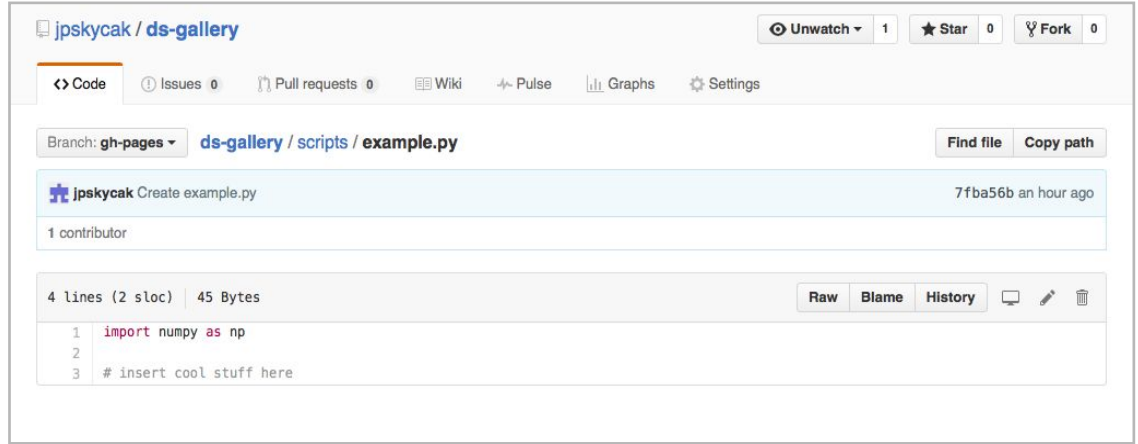 jpskycak / ds-gallery Unwatch 1 Star 0 Fork 0
Code Issues 0 Pull requests 0 Wiki Pulse Graphs Settings
Branch: gh-pages ds-gallery / scripts / example.py Find file Copy path
jpskycak Create example.py 7fba56b an hour ago
1 contributor
4 lines (2 sloc) 45 Bytes Raw Blame History
1 import numpy as np
2
3 # insert cool stuff here